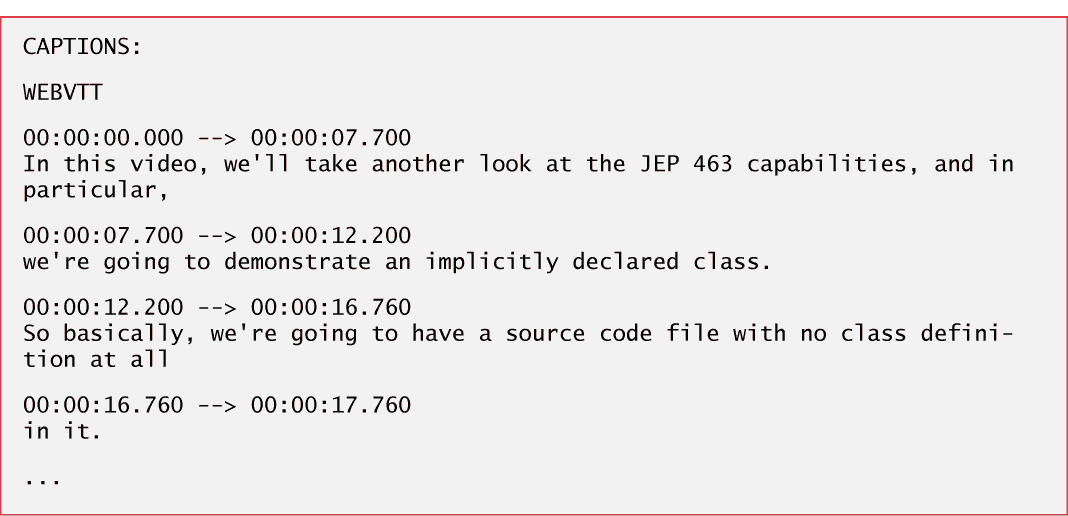 CAPTIONS:
WEBVTT
00:00:00.000 --> 00:00:07.700
In this video, we'll take another look at the JEP 463 capabilities, and in
particular,
00:00:07.700 --> 00:00:12.200
we're going to demonstrate an implicitly declared class.
00:00:12.200 --> 00:00:16.760
So basically, we're going to have a source code file with no class defini-
tion at all
00:00:16.760 --> 00:00:17.760
in it.
...